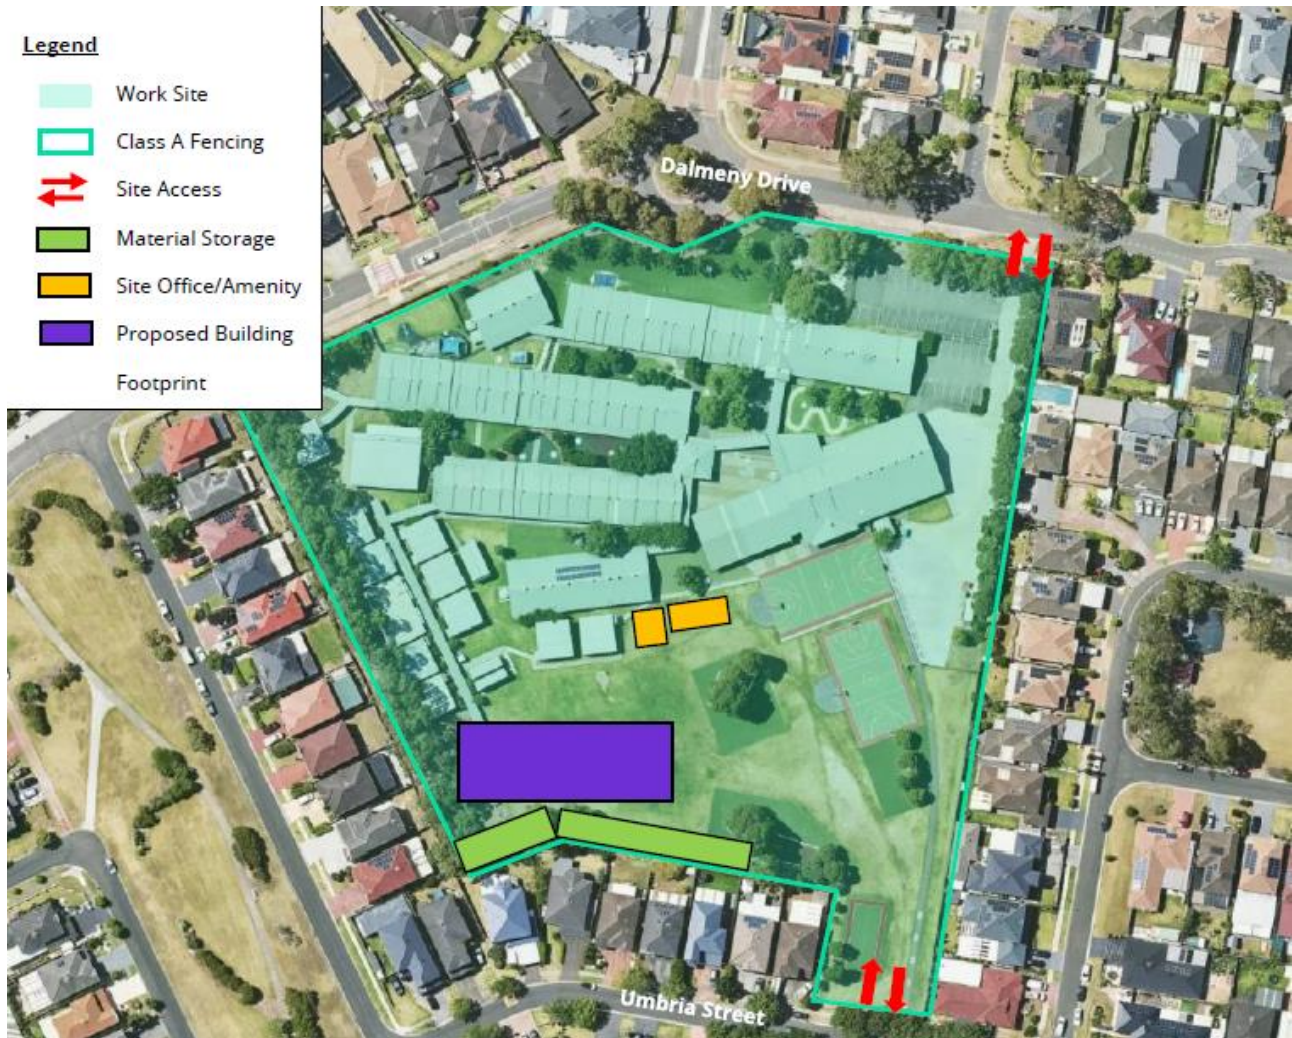 Legend
Work Site
Class A Fencing
Site Access
Material Storage
Site Office/Amenity
Proposed Building
Footprint
Dalmeny Drive
Umbria Street